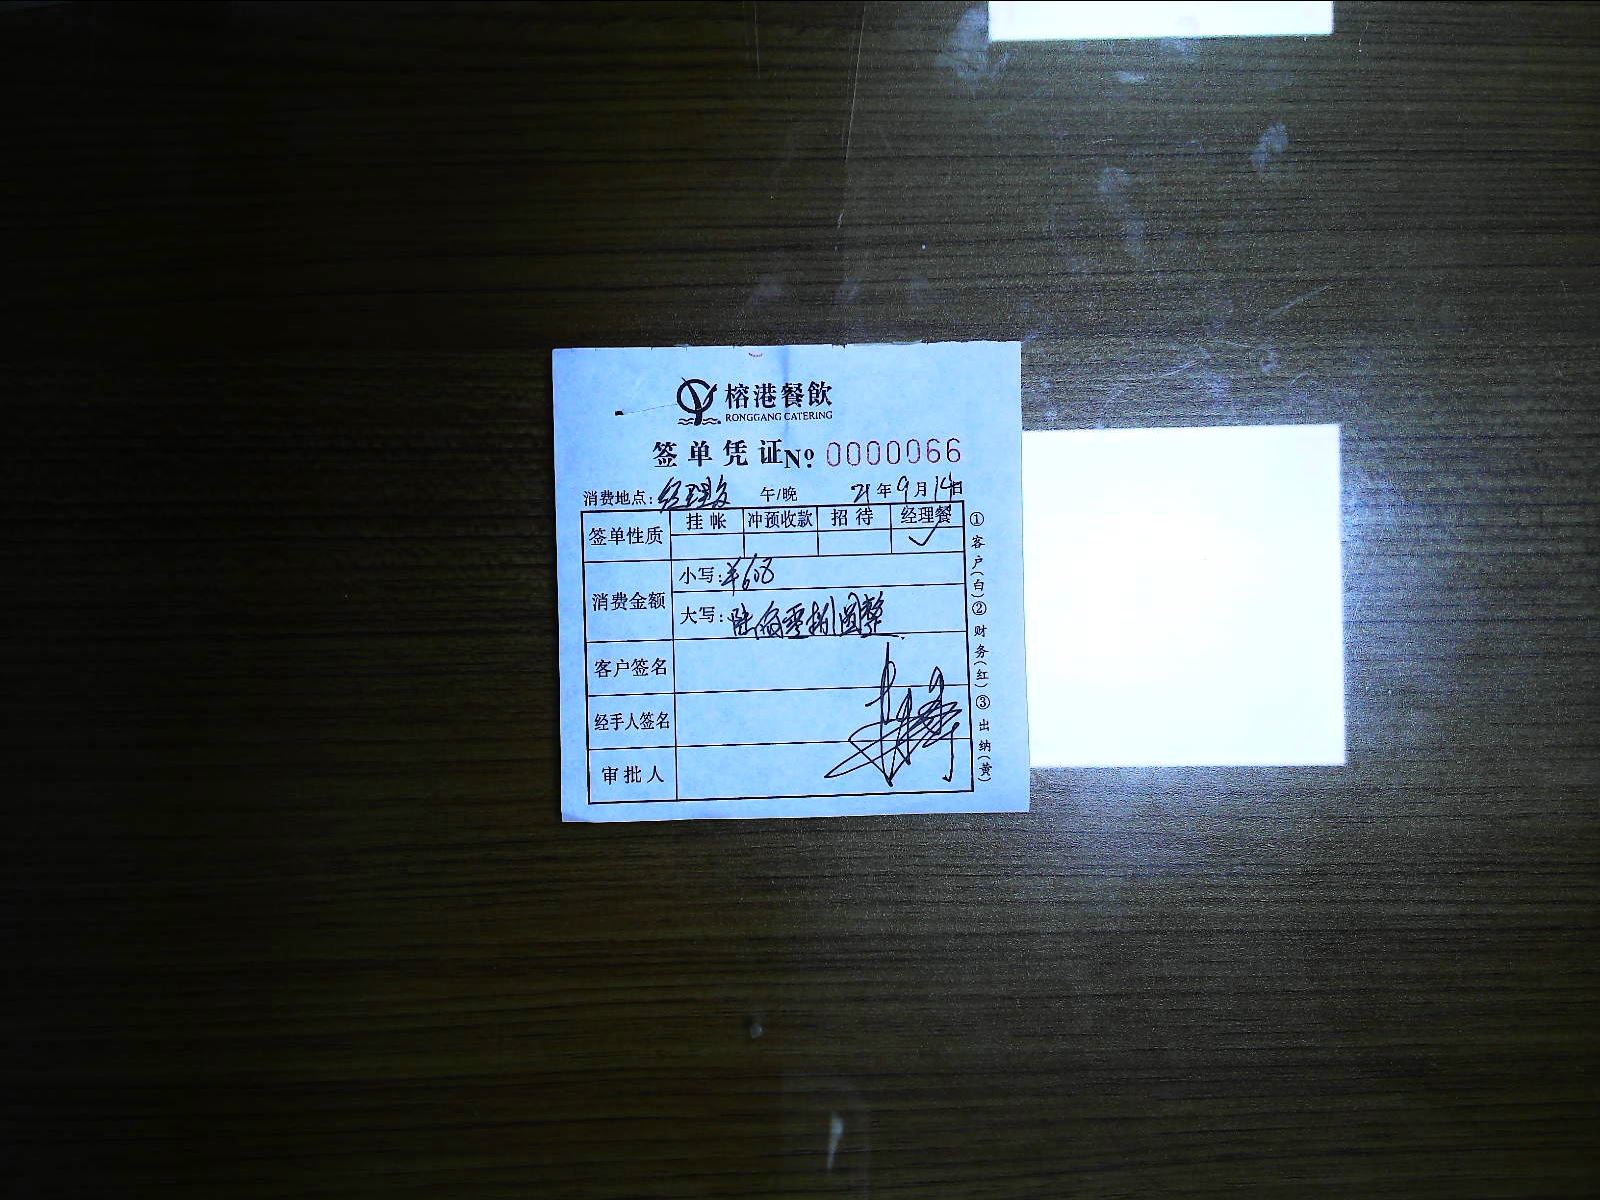 榕港餐飲
RONGGANG CATERING
签单凭证 Nº 0000066
消费地点：经理 午/晚 21年9月14日
签单性质 挂帐 冲预收款 招待 经理餐
✓
消费金额 小写：¥608
大写：陆佰零捌圆整
客户签名
经手人签名
审批人
①客户(白)②财务(红)③出纳(黄)